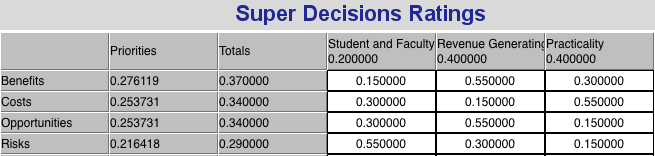 Super Decisions Ratings
Priorities Totals Student and Faculty Revenue Generating Practicality
0.200000 0.400000 0.400000
Benefits 0.276119 0.370000 0.150000 0.550000 0.300000
Costs 0.253731 0.340000 0.300000 0.150000 0.550000
Opportunities 0.253731 0.340000 0.300000 0.550000 0.150000
Risks 0.216418 0.290000 0.550000 0.300000 0.150000